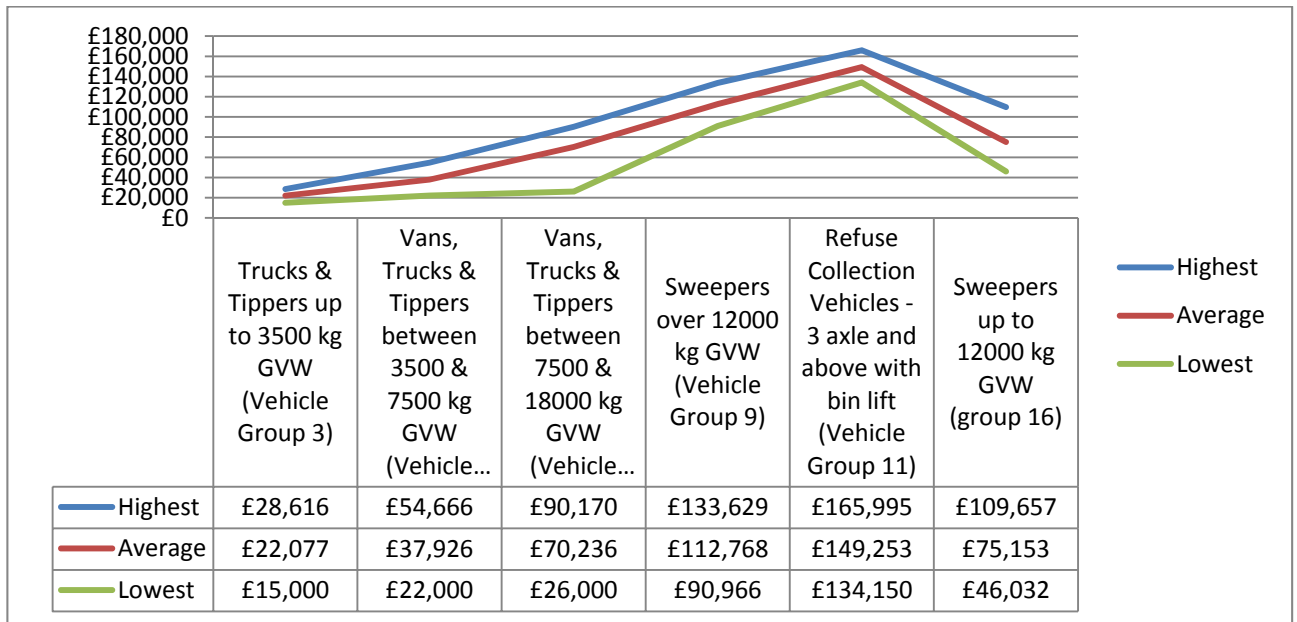 £180,000
£160,000
£140,000
£120,000
£100,000
£80,000
£60,000
£40,000
£20,000
£0
Trucks &
Tippers up
to 3500 kg
GVW
(Vehicle
Group 3)
Vans,
Trucks &
Tippers
between
3500 &
7500 kg
GVW
(Vehicle...
Vans,
Trucks &
Tippers
between
7500 &
18000 kg
GVW
(Vehicle...
Sweepers
over 12000
kg GVW
(Vehicle
Group 9)
Refuse
Collection
Vehicles -
3 axle and
above with
bin lift
(Vehicle
Group 11)
Sweepers
up to
12000 kg
GVW
(group 16)
Highest £28,616 £54,666 £90,170 £133,629 £165,995 £109,657
Average £22,077 £37,926 £70,236 £112,768 £149,253 £75,153
Lowest £15,000 £22,000 £26,000 £90,966 £134,150 £46,032
Highest
Average
Lowest